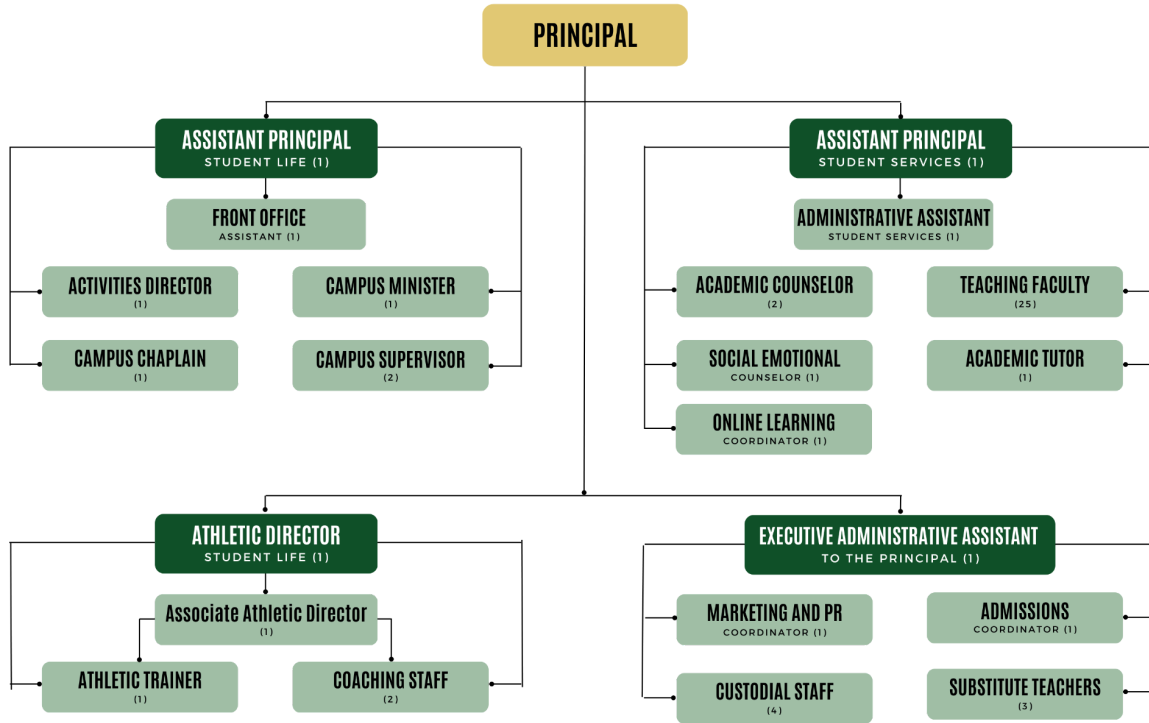 PRINCIPAL
ASSISTANT PRINCIPAL
STUDENT LIFE (1)
FRONT OFFICE
ASSISTANT (1)
ACTIVITIES DIRECTOR
(1)
CAMPUS MINISTER
(1)
CAMPUS CHAPLAIN
(1)
CAMPUS SUPERVISOR
(2)
ASSISTANT PRINCIPAL
STUDENT SERVICES (1)
ADMINISTRATIVE ASSISTANT
STUDENT SERVICES (1)
ACADEMIC COUNSELOR
(2)
TEACHING FACULTY
(25)
SOCIAL EMOTIONAL
COUNSELOR (1)
ACADEMIC TUTOR
(1)
ONLINE LEARNING
COORDINATOR (1)
ATHLETIC DIRECTOR
STUDENT LIFE (1)
Associate Athletic Director
(1)
ATHLETIC TRAINER
(1)
COACHING STAFF
(2)
EXECUTIVE ADMINISTRATIVE ASSISTANT
TO THE PRINCIPAL (1)
MARKETING AND PR
COORDINATOR (1)
ADMISSIONS
COORDINATOR (1)
CUSTODIAL STAFF
(4)
SUBSTITUTE TEACHERS
(3)